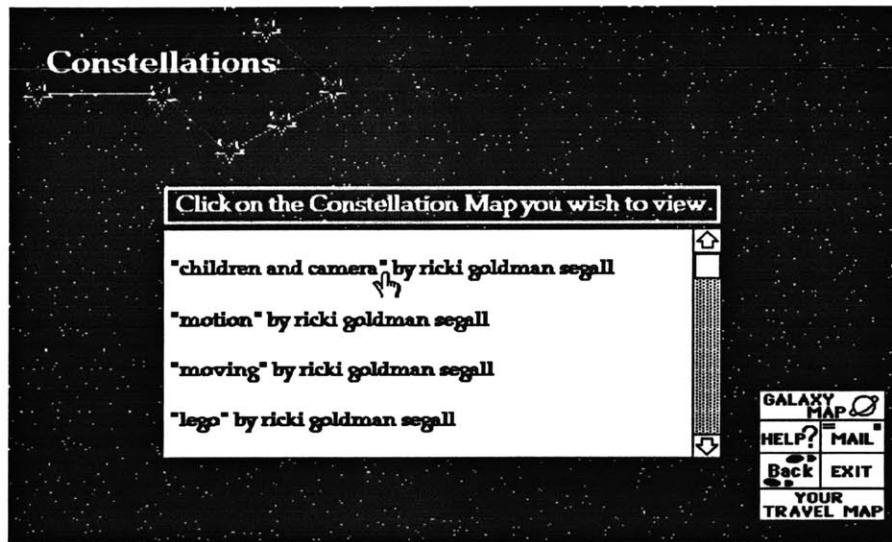 Constellations
Click on the Constellation Map you wish to view.
"children and camera" by ricki goldman segall
"motion" by ricki goldman segall
"moving" by ricki goldman segall
"lego" by ricki goldman segall
GALAXY
MAP
HELP? MAIL
Back EXIT
YOUR
TRAVEL MAP